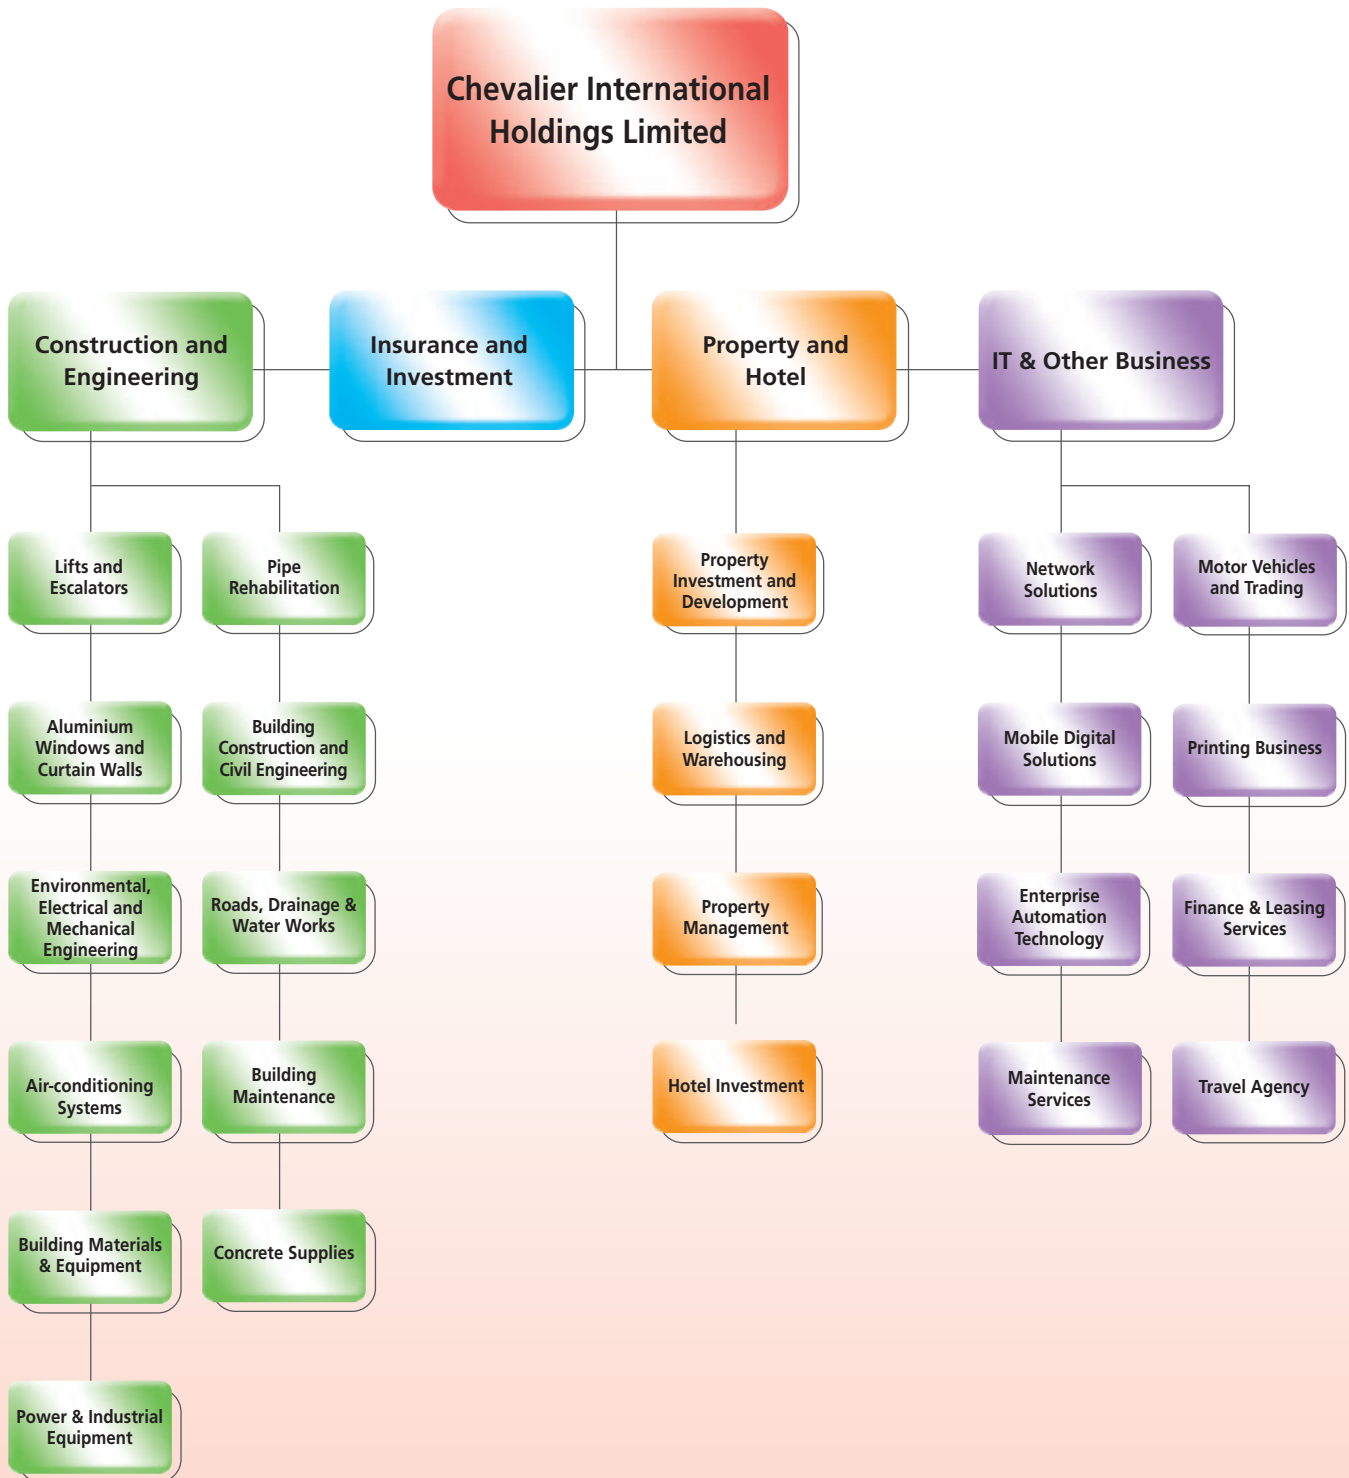 Chevalier International
Holdings Limited
Construction and
Engineering
Insurance and
Investment
Property and
Hotel
IT & Other Business
Lifts and
Escalators
Aluminium
Windows and
Curtain Walls
Environmental,
Electrical and
Mechanical
Engineering
Air-conditioning
Systems
Building Materials
& Equipment
Power & Industrial
Equipment
Pipe
Rehabilitation
Building
Construction and
Civil Engineering
Roads, Drainage &
Water Works
Building
Maintenance
Concrete Supplies
Property
Investment and
Development
Logistics and
Warehousing
Property
Management
Hotel Investment
Network
Solutions
Mobile Digital
Solutions
Enterprise
Automation
Technology
Maintenance
Services
Motor Vehicles
and Trading
Printing Business
Finance & Leasing
Services
Travel Agency